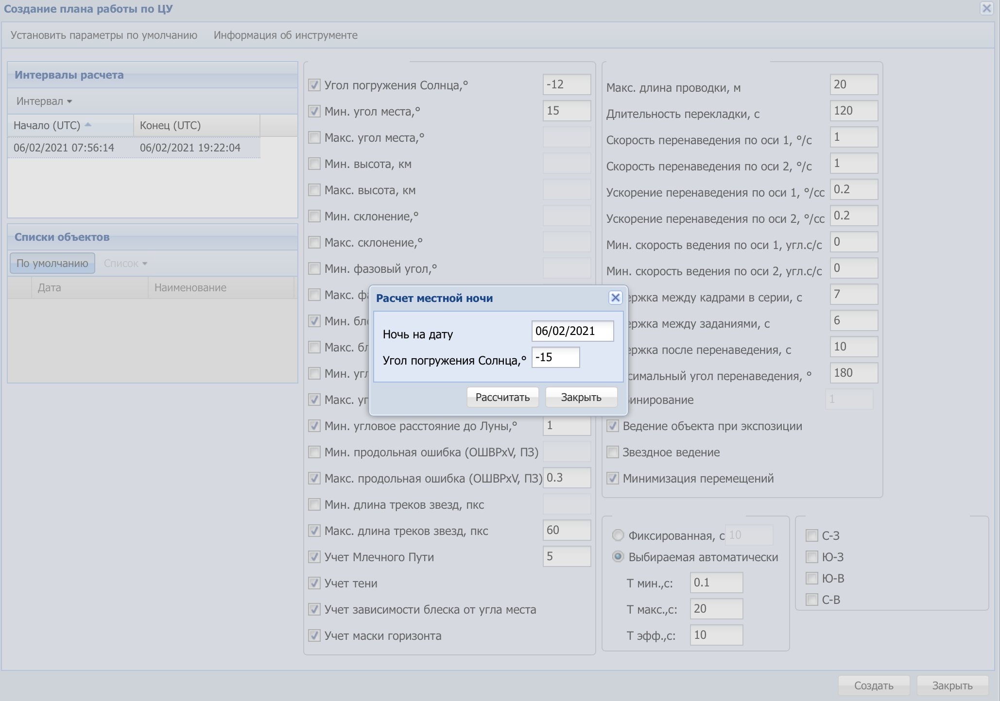 Создание плана работы по ЦУ
Установить параметры по умолчанию Информация об инструменте
Интервалы расчета
Интервал
Начало (UTC) Конец (UTC)
06/02/2021 07:56:14 06/02/2021 19:22:04
Списки объектов
По умолчанию Список
Дата Наименование
Угол погружения Солнца,° -12
Мин. угол места,° 15
Макс. угол места,°
Мин. высота, км
Макс. высота, км
Мин. склонение,°
Макс. склонение,°
Мин. фазовый угол,°
Макс.
Мин.
Макс.
Мин.
Макс.
Мин. угловое расстояние до Луны,° 1
Мин. продольная ошибка (ОШВРxV, ПЗ)
Макс. продольная ошибка (ОШВРxV, ПЗ) 0.3
Мин. длина треков звезд, пкс
Макс. длина треков звезд, пкс 60
Учет Млечного Пути 5
Учет тени
Учет зависимости блеска от угла места
Учет маски горизонта
Расчет местной ночи
Ночь на дату 06/02/2021
Угол погружения Солнца,° -15
Рассчитать Закрыть
Макс. длина проводки, м 20
Длительность перекладки, с 120
Скорость перенаведения по оси 1, °/с 1
Скорость перенаведения по оси 2, °/с 1
Ускорение перенаведения по оси 1, °/сс 0.2
Ускорение перенаведения по оси 2, °/сс 0.2
Мин. скорость ведения по оси 1, угл.с/с 0
Мин. скорость ведения по оси 2, угл.с/с 0
ержка между кадрами в серии, с 7
ержка между заданиями, с 6
ержка после перенаведения, с 10
симальный угол перенаведения, ° 180
инирование 1
Ведение объекта при экспозиции
Звездное ведение
Минимизация перемещений
Фиксированная, с 10
Выбираемая автоматически
Т мин.,с: 0.1
Т макс.,с: 20
Т эфф.,с: 10
С-З
Ю-З
Ю-В
С-В
Создать Закрыть